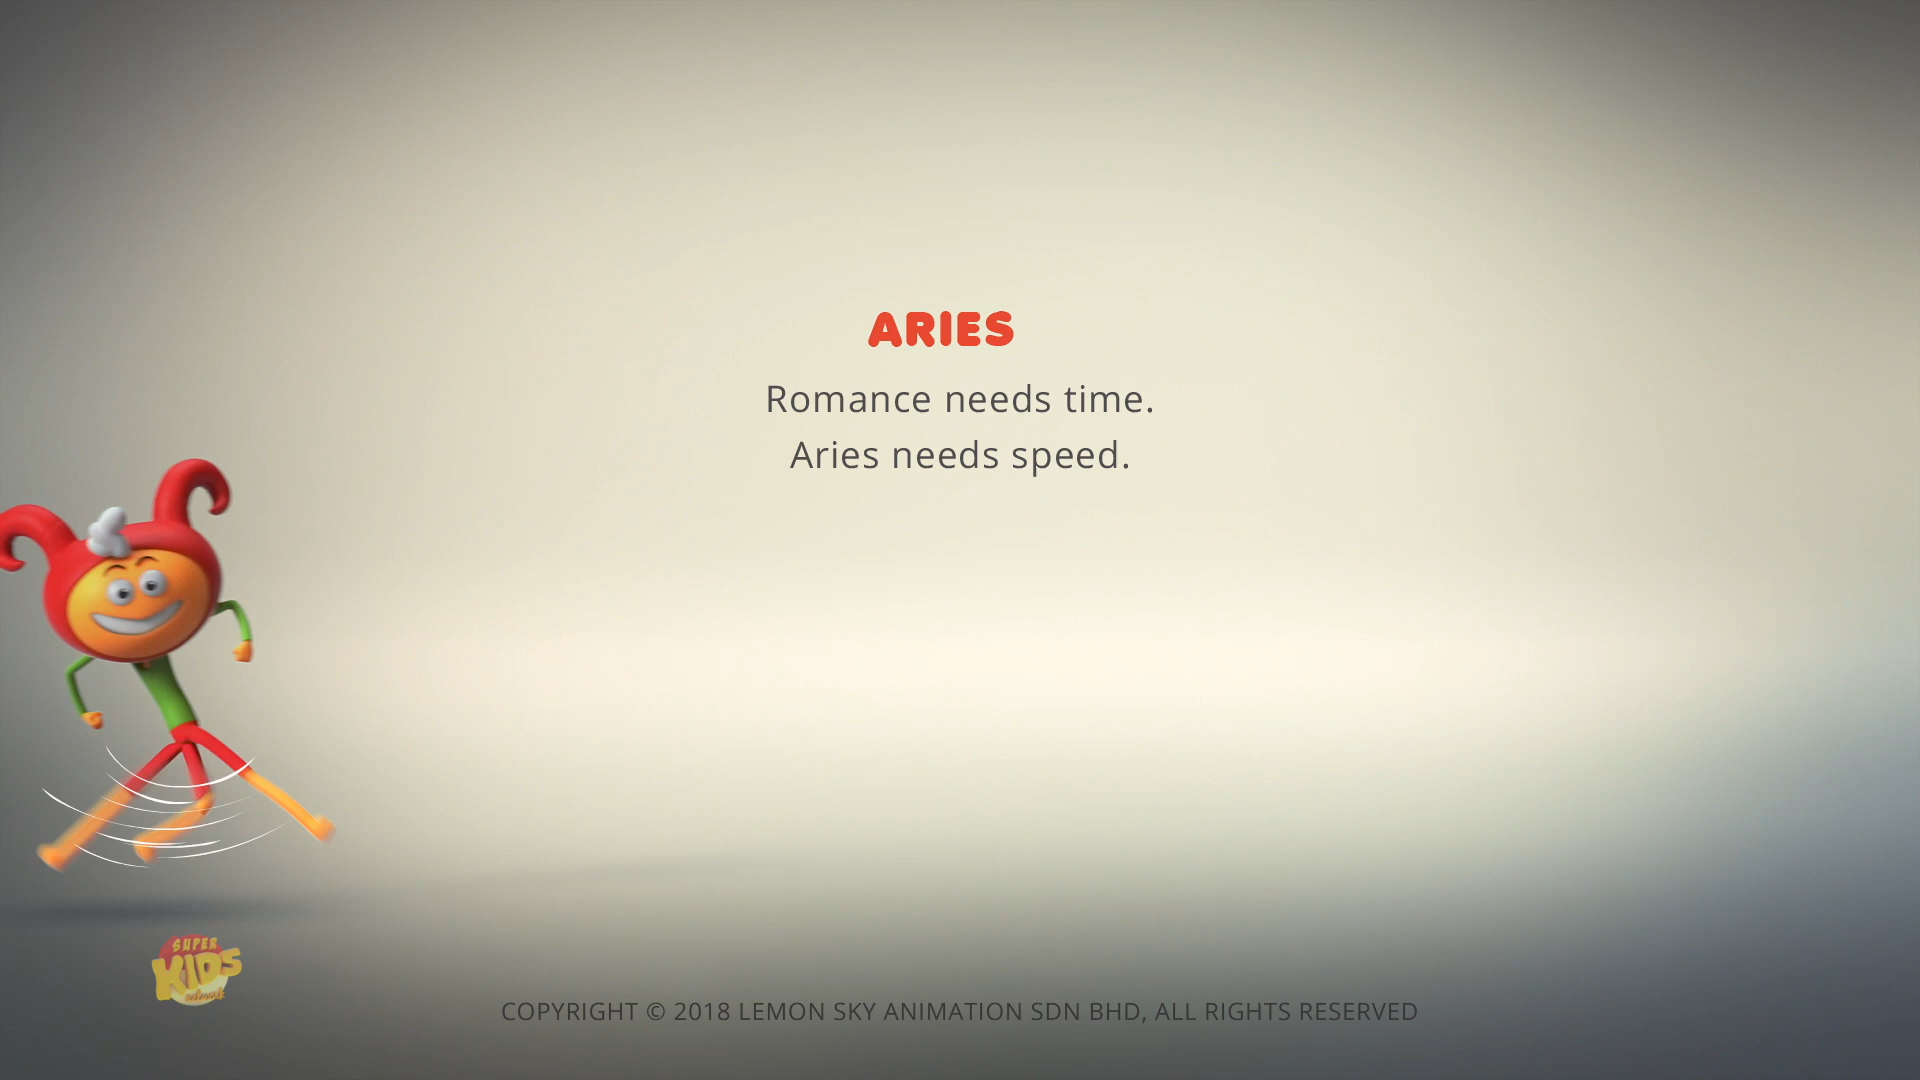 ARIES
Romance needs time.
Aries needs speed.
SUPER
KIDS
network
COPYRIGHT © 2018 LEMON SKY ANIMATION SDN BHD, ALL RIGHTS RESERVED